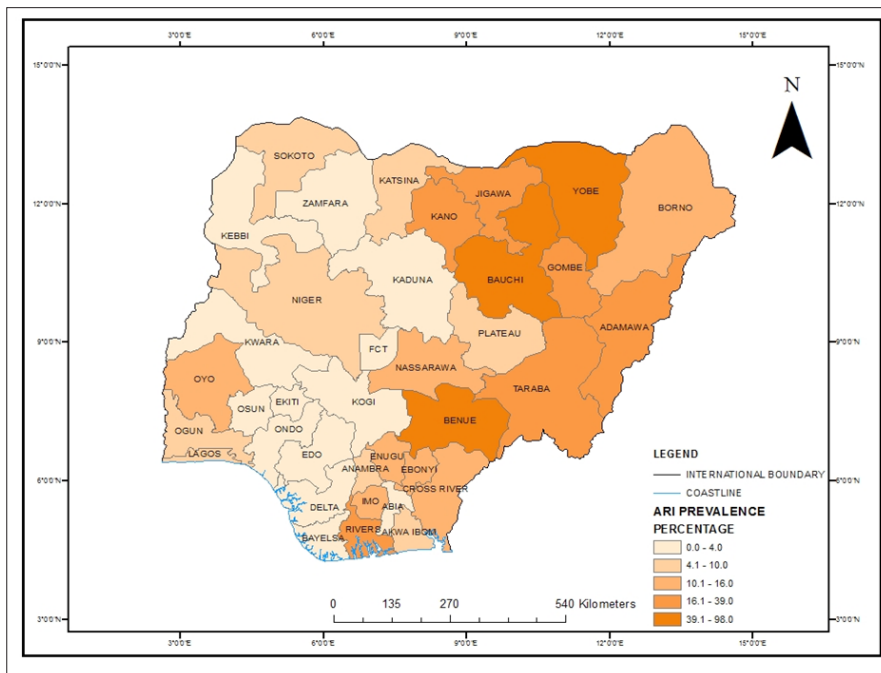 3°0'0"E 6°0'0"E 9°0'0"E 12°0'0"E 15°0'0"E
15°0'0"N 15°0'0"N
N
SOKOTO
KATSINA
ZAMFARA
JIGAWA
YOBE
12°0'0"N 12°0'0"N
KANO
BORNO
KEBBI
GOMBE
KADUNA
BAUCHI
NIGER
ADAMAWA
PLATEAU
9°0'0"N 9°0'0"N
KWARA
FCT
NASSARAWA
OYO
TARABA
EKITI
KOGI
OSUN
BENUE
ONDO
OGUN
EDO
LAGOS
ENUGU
ANAMBRA
EBONYI
6°0'0"N 6°0'0"N
CROSS RIVER
IMO
DELTA
ABIA
RIVERS
AKWA IBOM
BAYELSA
LEGEND
INTERNATIONAL BOUNDARY
COASTLINE
ARI PREVALENCE
PERCENTAGE
0.0 - 4.0
4.1 - 10.0
10.1 - 16.0
16.1 - 39.0
39.1 - 98.0
0 135 270 540 Kilometers
3°0'0"N 3°0'0"N
3°0'0"E 6°0'0"E 9°0'0"E 12°0'0"E 15°0'0"E